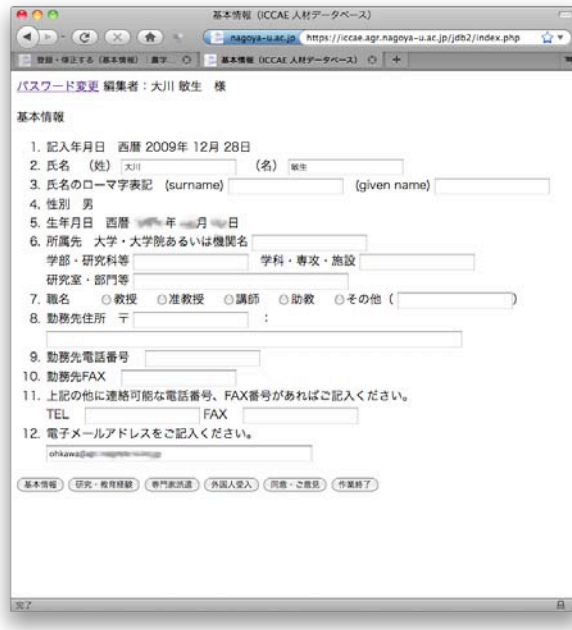 基本情報 (ICCAE 人材データベース)
nagoya-u.ac.jp https://iccae.agr.nagoya-u.ac.jp/jdb2/index.php
登録・修正する (基本情報) | 農学... 基本情報 (ICCAE 人材データベース) +
パスワード変更 編集者：大川 敏生 様
基本情報
1. 記入年月日 西暦 2009年 12月 28日
2. 氏名 (姓) 大川 (名) 敏生
3. 氏名のローマ字表記 (surname) (given name)
4. 性別 男
5. 生年月日 西暦 年 月 日
6. 所属先 大学・大学院あるいは機関名
学部・研究科等 学科・専攻・施設
研究室・部門等
7. 職名 教授 准教授 講師 助教 その他 ( )
8. 勤務先住所 〒 :
9. 勤務先電話番号
10. 勤務先FAX
11. 上記の他に連絡可能な電話番号、FAX番号があればご記入ください。
TEL FAX
12. 電子メールアドレスをご記入ください。
ohkawa@
基本情報 研究・教育経験 専門家派遣 外国人受入 同意・ご意見 作業終了
完了